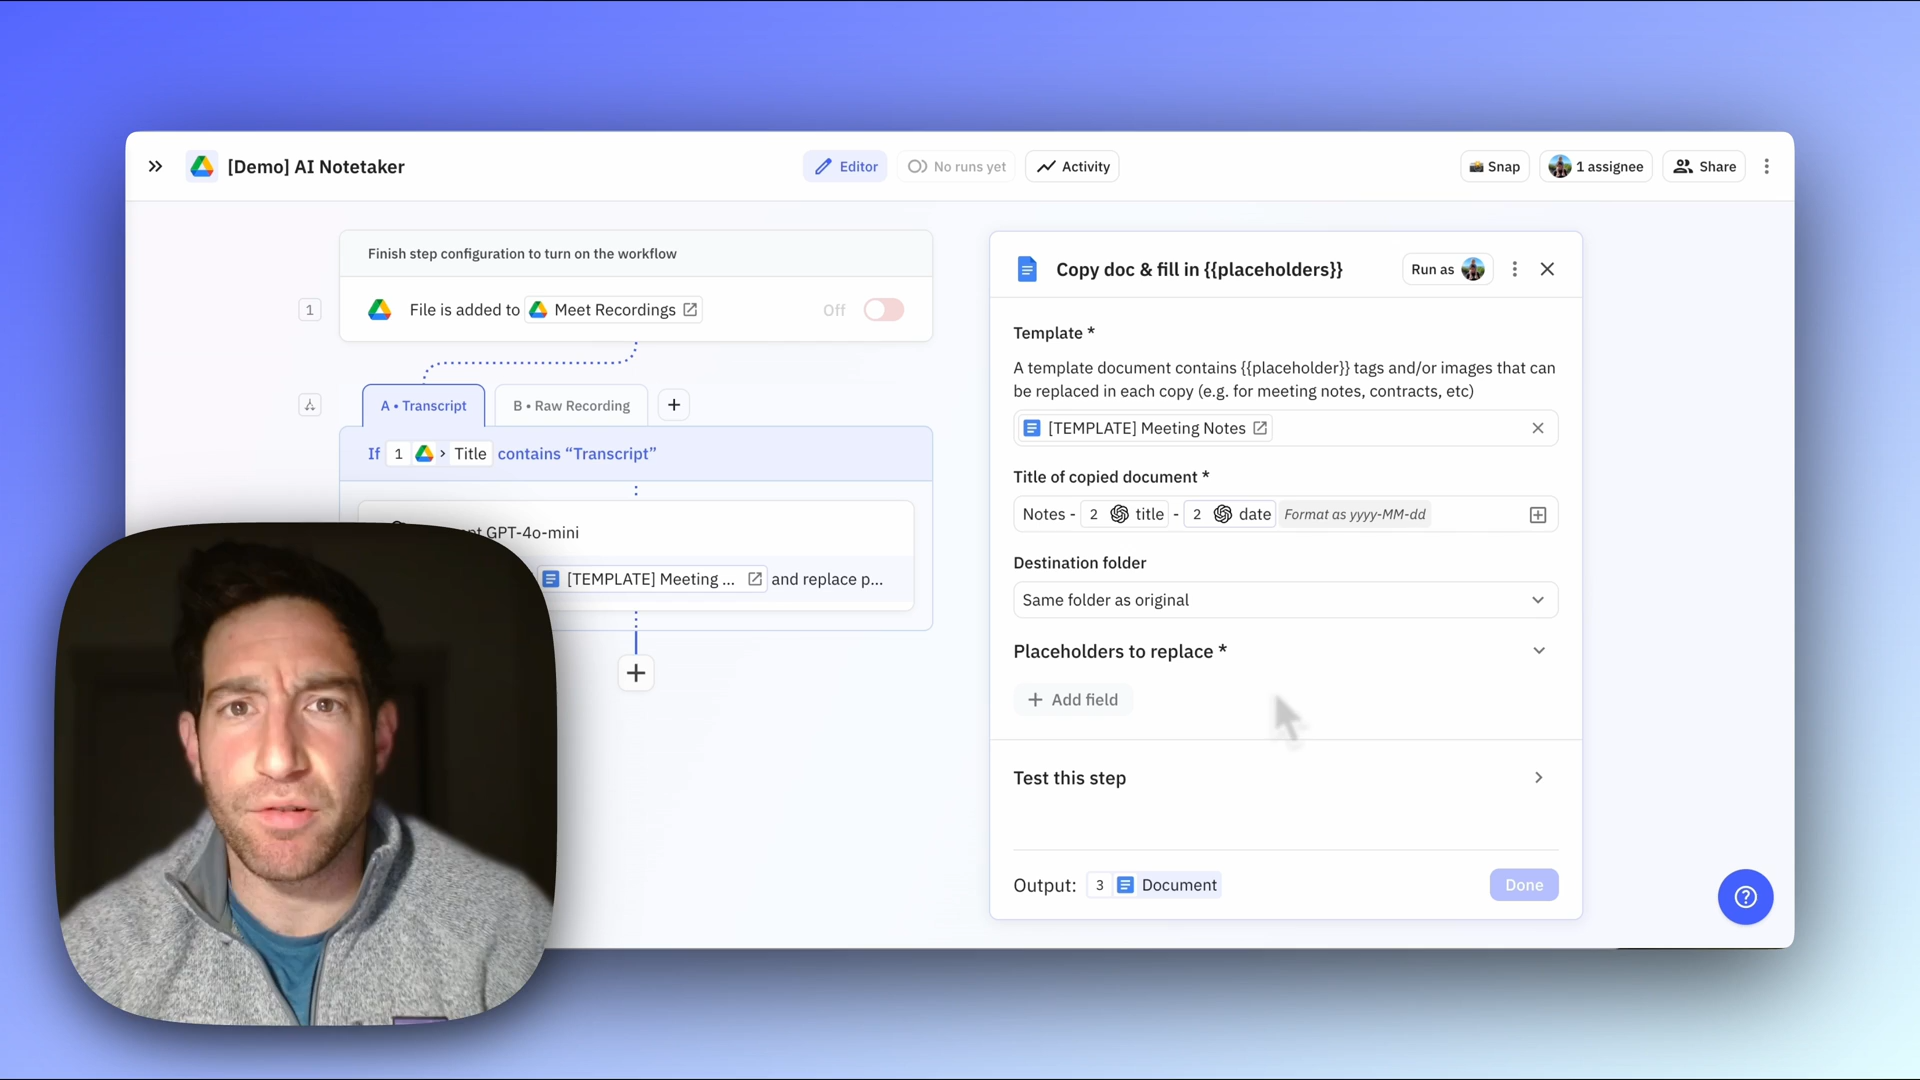 [Demo] AI Notetaker
Editor
No runs yet
Activity
Snap
1 assignee
Share
Finish step configuration to turn on the workflow
1
File is added to Meet Recordings
Off
A • Transcript
B • Raw Recording
If 1 > Title contains “Transcript”
GPT-4o-mini
[TEMPLATE] Meeting ... and replace p...
Copy doc & fill in {{placeholders}}
Run as
Template *
A template document contains {{placeholder}} tags and/or images that can
be replaced in each copy (e.g. for meeting notes, contracts, etc)
[TEMPLATE] Meeting Notes
Title of copied document *
Notes - 2 title - 2 date Format as yyyy-MM-dd
Destination folder
Same folder as original
Placeholders to replace *
+ Add field
Test this step
Output: 3 Document
Done